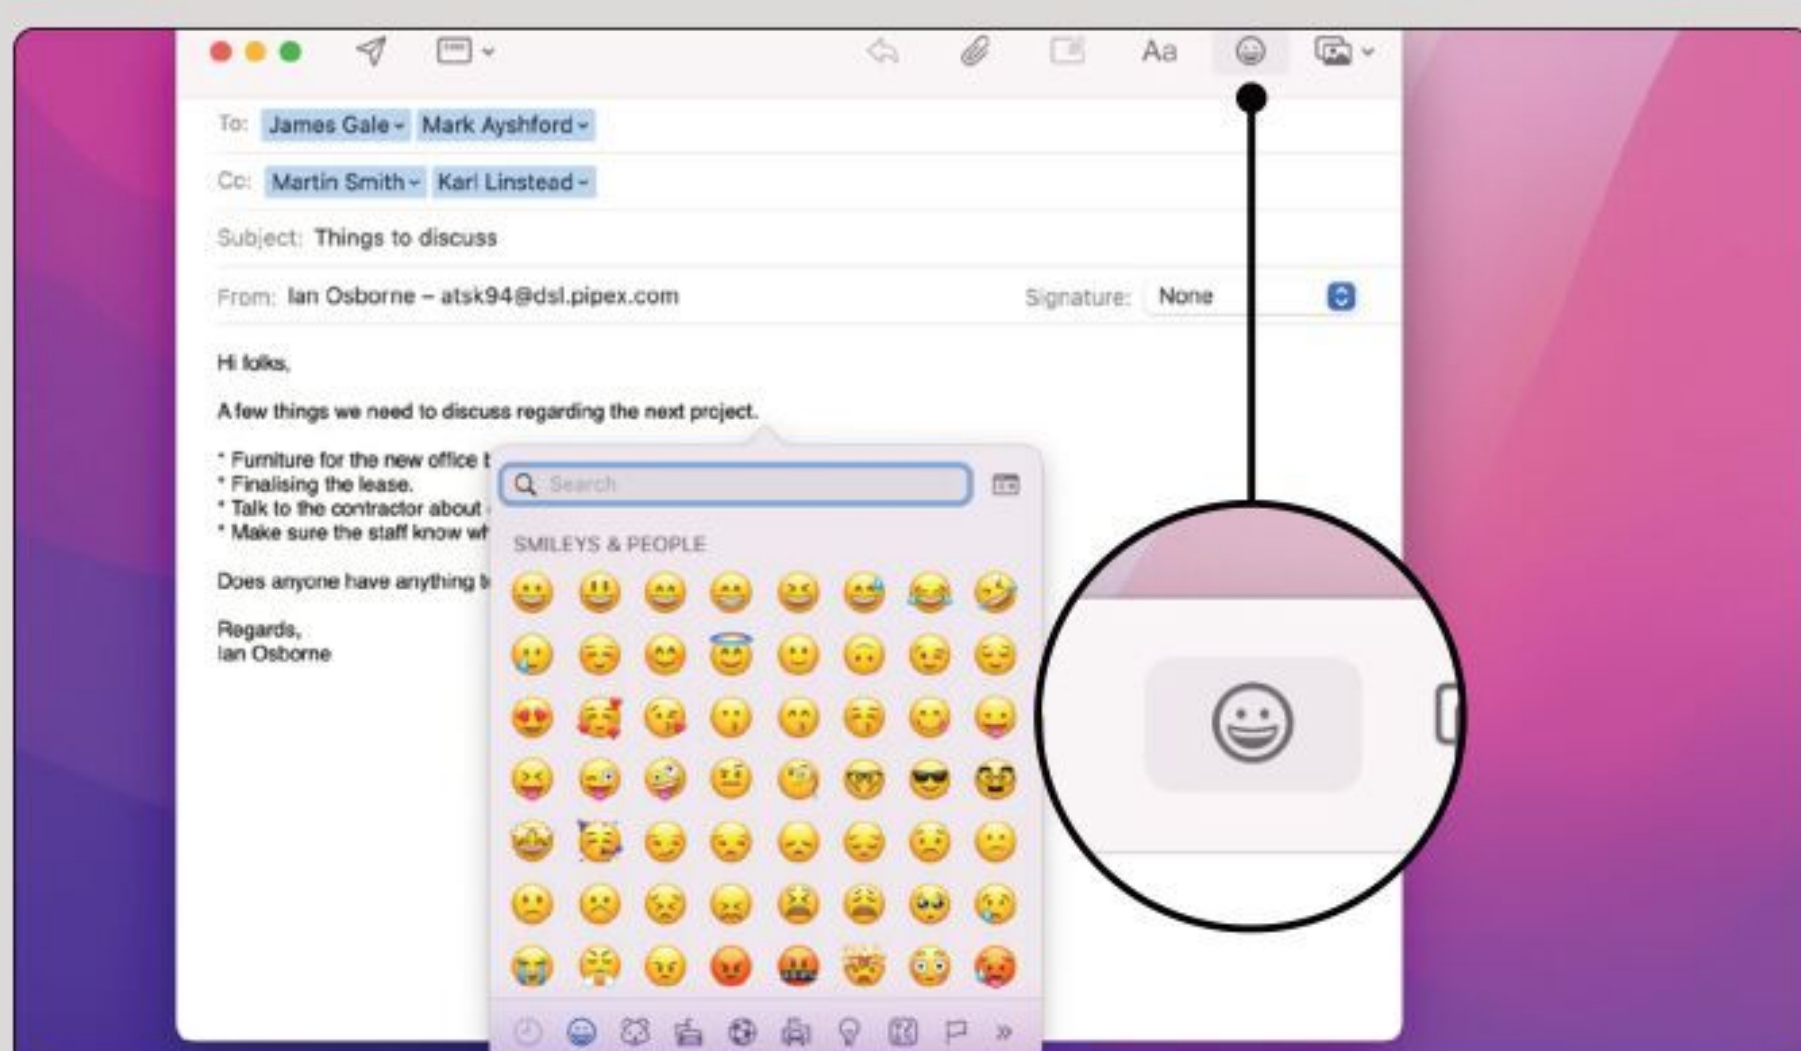 Aa
To: James Gale Mark Ayshford
Cc: Martin Smith Karl Linstead
Subject: Things to discuss
From: Ian Osborne – atsk94@dsl.pipex.com Signature: None
Hi folks,
A few things we need to discuss regarding the next project.
* Furniture for the new office
* Finalising the lease.
* Talk to the contractor about
* Make sure the staff know
Does anyone have anything
Regards,
Ian Osborne
Search
SMILEYS & PEOPLE